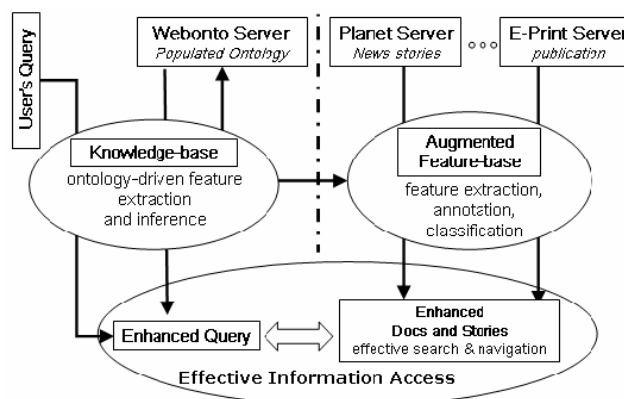 User's Query
Webonto Server
Populated Ontology
Planet Server
News stories
E-Print Server
publication
Knowledge-base
ontology-driven feature
extraction
and inference
Augmented
Feature-base
feature extraction,
annotation,
classification
Enhanced Query
Enhanced
Docs and Stories
effective search & navigation
Effective Information Access